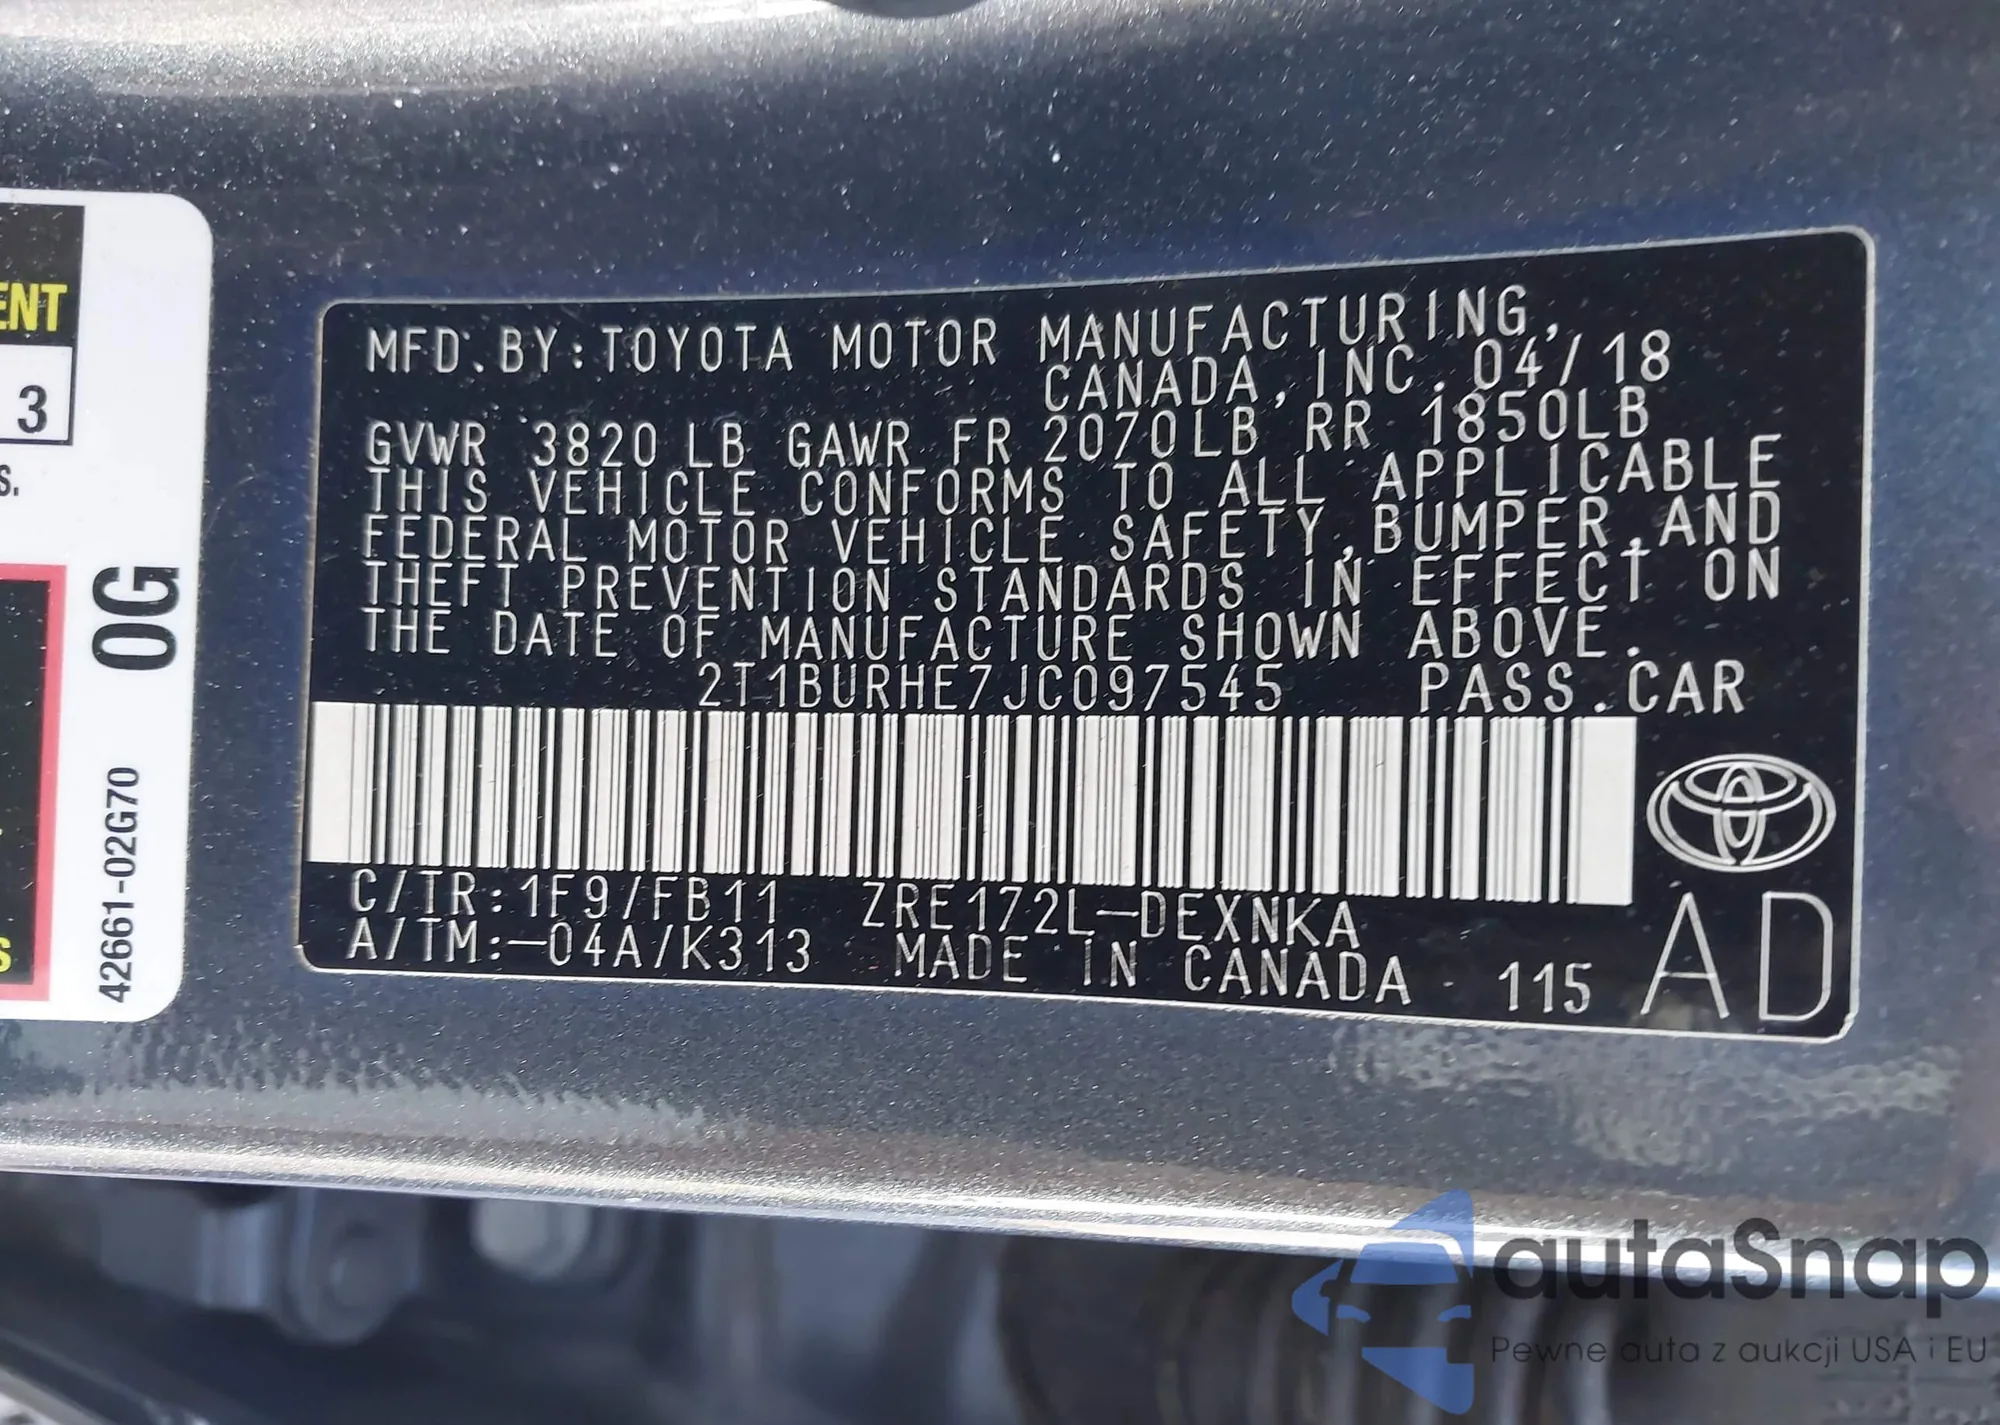 ENT
3
S.
S
0G
42661-02G70
MFD.BY:TOYOTA MOTOR MANUFACTURING,
CANADA,INC.04/18
GVWR 3820 LB GAWR FR 2070LB RR 1850LB
THIS VEHICLE CONFORMS TO ALL APPLICABLE
FEDERAL MOTOR VEHICLE SAFETY,BUMPER,AND
THEFT PREVENTION STANDARDS IN EFFECT ON
THE DATE OF MANUFACTURE SHOWN ABOVE.
2T1BURHE7JC097545 PASS.CAR
C/TR:1F9/FB11 ZRE172L-DEXNKA
A/TM:-04A/K313 MADE IN CANADA 115 AD
autaSnap
Pewne auta z aukcji USA i EU